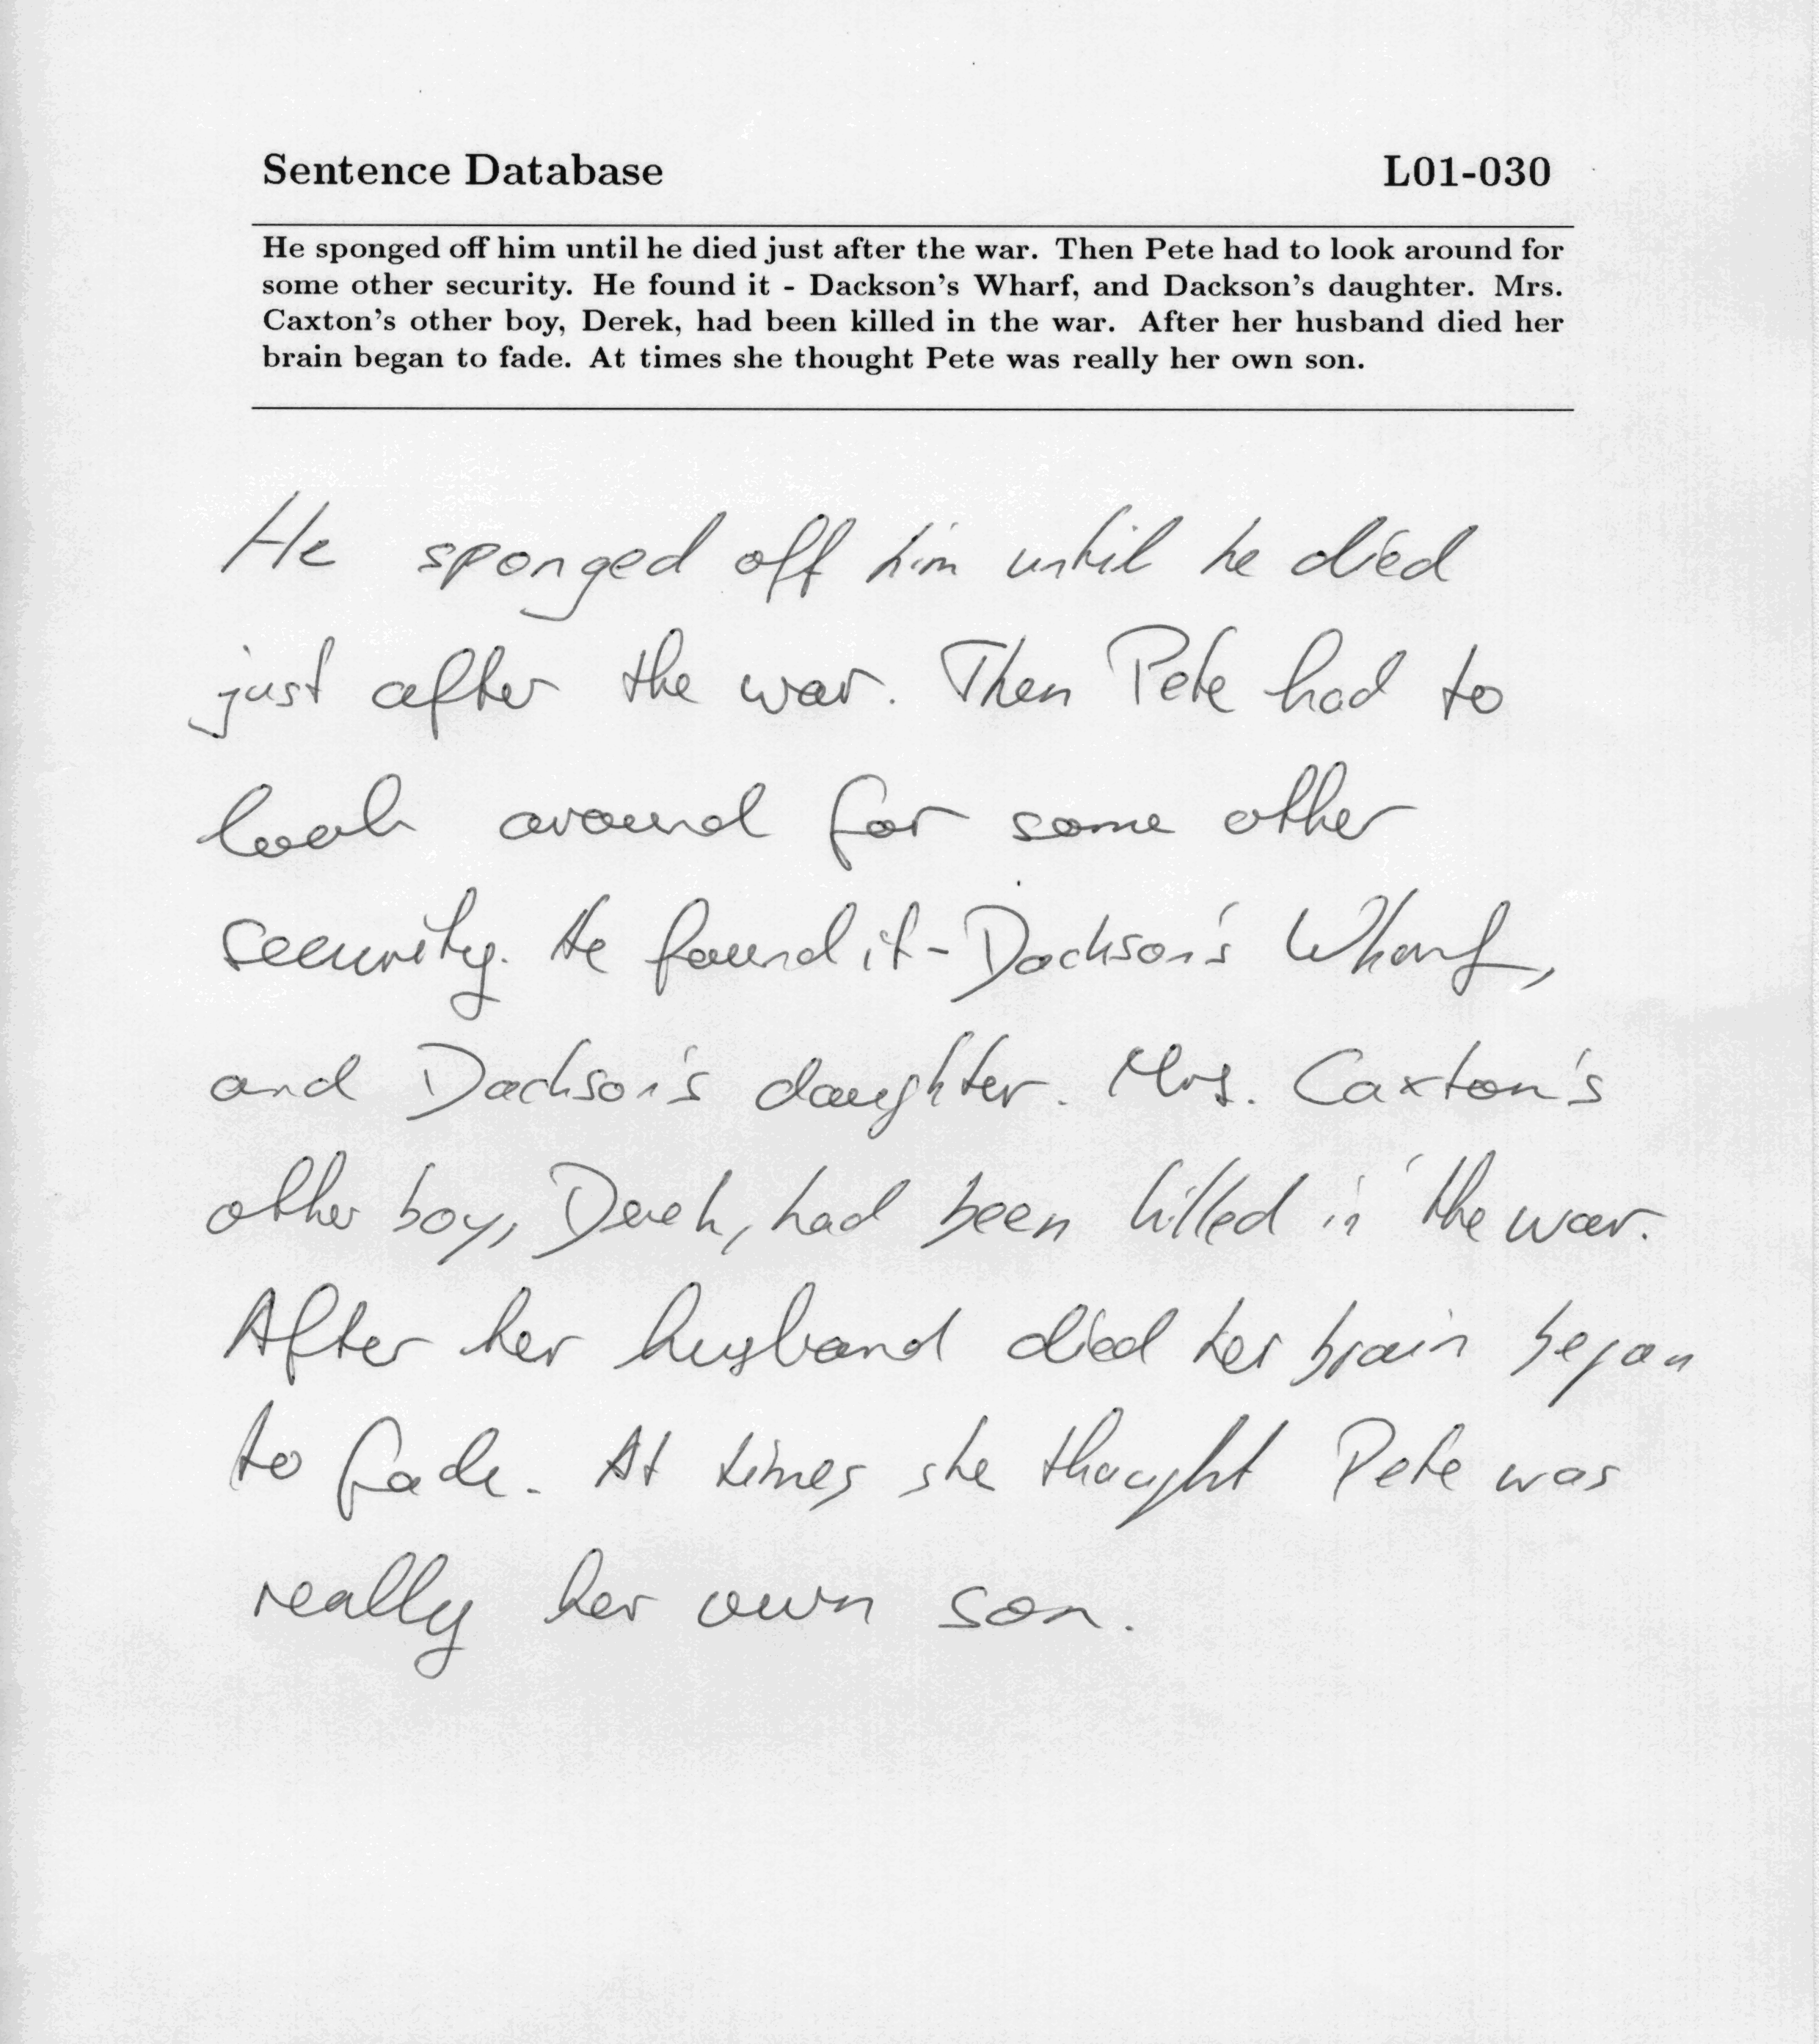 Sentence Database L01-030
He sponged off him until he died just after the war. Then Pete had to look around for
some other security. He found it - Dackson's Wharf, and Dackson's daughter. Mrs.
Caxton's other boy, Derek, had been killed in the war. After her husband died her
brain began to fade. At times she thought Pete was really her own son.
He sponged off him until he died
just after the war. Then Pete had to
look around for some other
security. He found it - Dackson's Wharf,
and Dackson's daughter. Mrs. Caxton's
other boy, Derek, had been killed in the war.
After her husband died her brain began
to fade. At times she thought Pete was
really her own son.